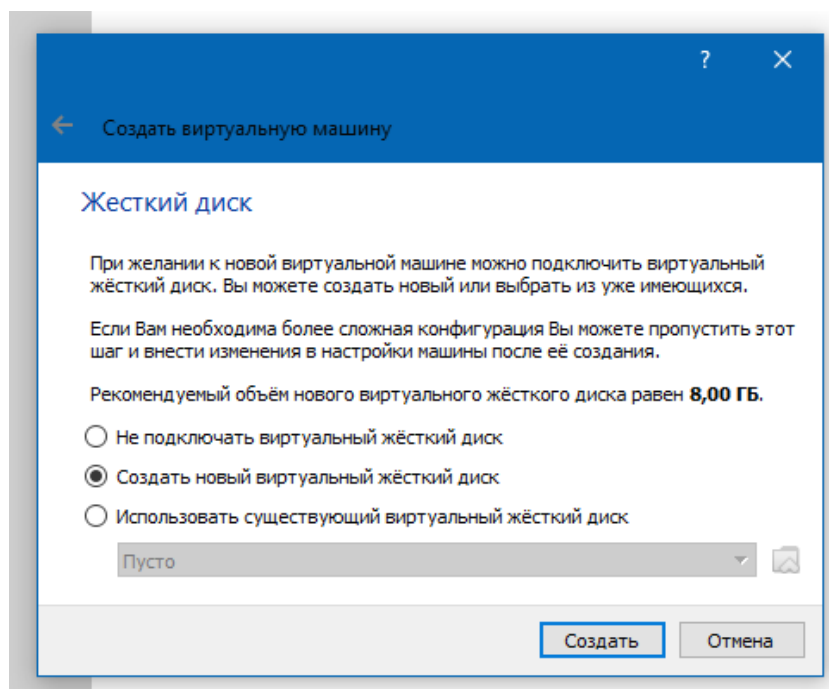 ?
Создать виртуальную машину
Жесткий диск
При желании к новой виртуальной машине можно подключить виртуальный
жёсткий диск. Вы можете создать новый или выбрать из уже имеющихся.
Если Вам необходима более сложная конфигурация Вы можете пропустить этот
шаг и внести изменения в настройки машины после её создания.
Рекомендуемый объём нового виртуального жёсткого диска равен 8,00 ГБ.
Не подключать виртуальный жёсткий диск
Создать новый виртуальный жёсткий диск
Использовать существующий виртуальный жёсткий диск
Пусто
Создать Отмена